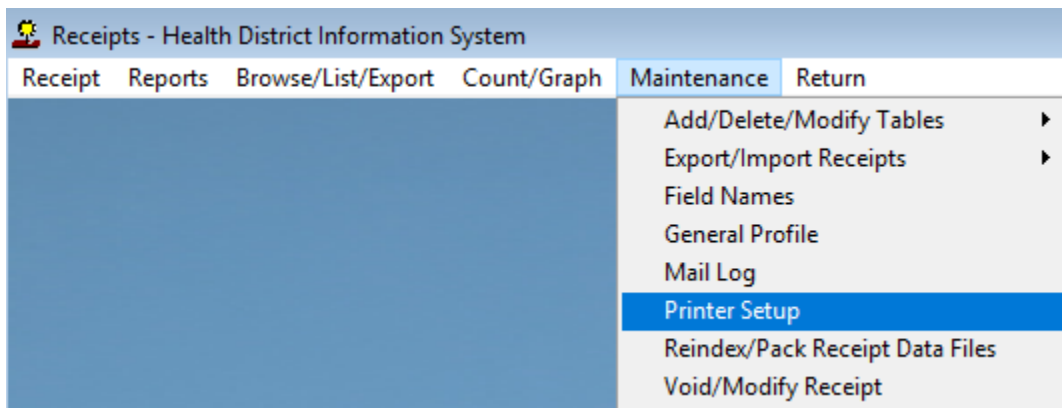 Receipts - Health District Information System
Receipt Reports Browse/List/Export Count/Graph Maintenance Return
Add/Delete/Modify Tables
Export/Import Receipts
Field Names
General Profile
Mail Log
Printer Setup
Reindex/Pack Receipt Data Files
Void/Modify Receipt